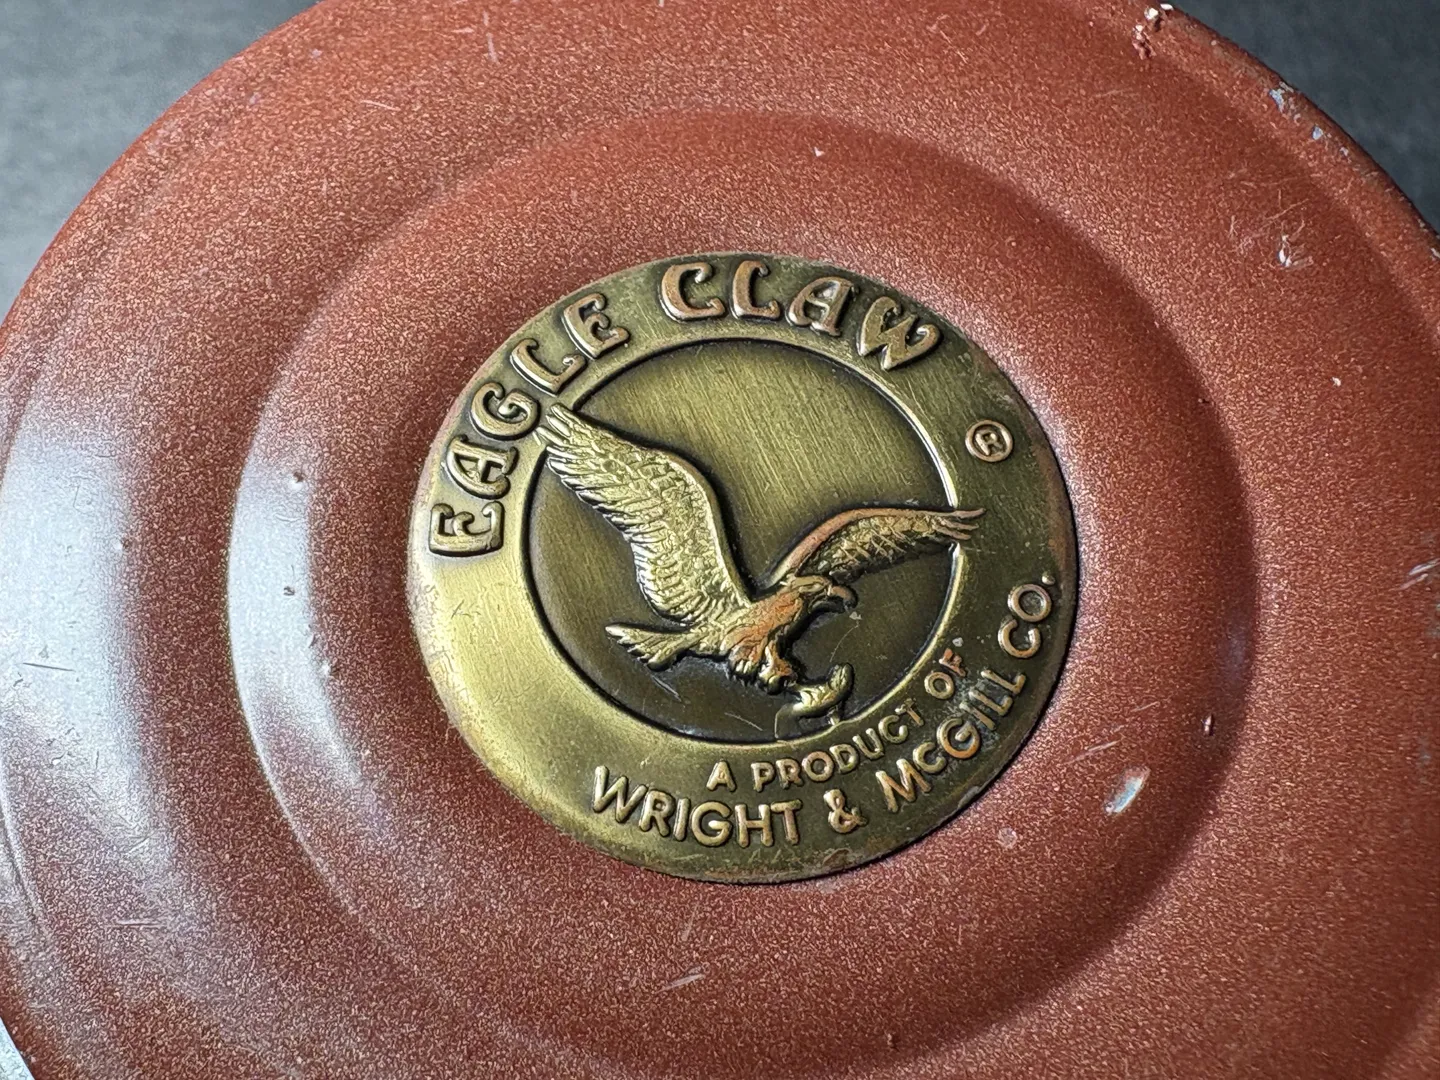 EAGLE CLAW ®
A PRODUCT OF
WRIGHT & McGILL CO.